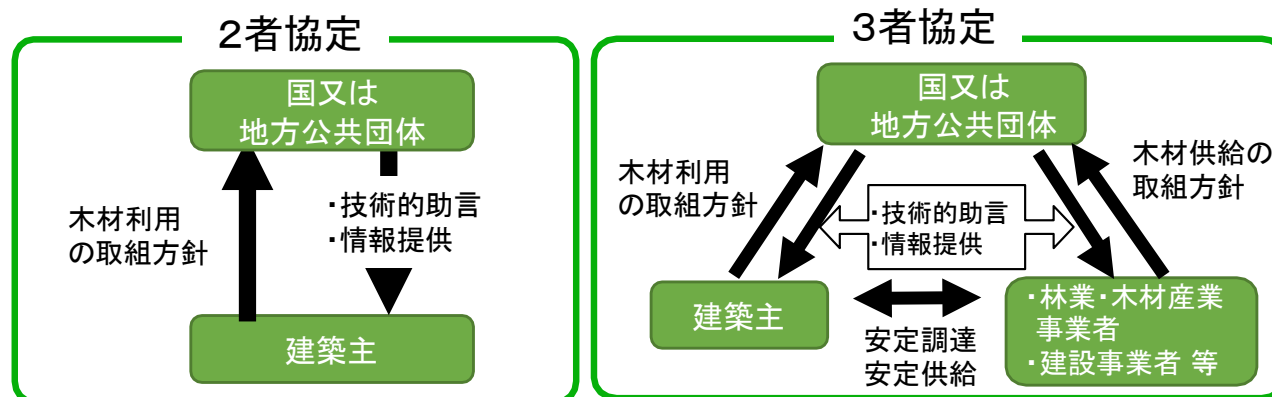 2者協定
国又は
地方公共団体
木材利用
の取組方針
・技術的助言
・情報提供
建築主
3者協定
国又は
地方公共団体
木材利用
の取組方針
木材供給の
取組方針
・技術的助言
・情報提供
建築主
安定調達
安定供給
・林業・木材産業
事業者
・建設事業者 等